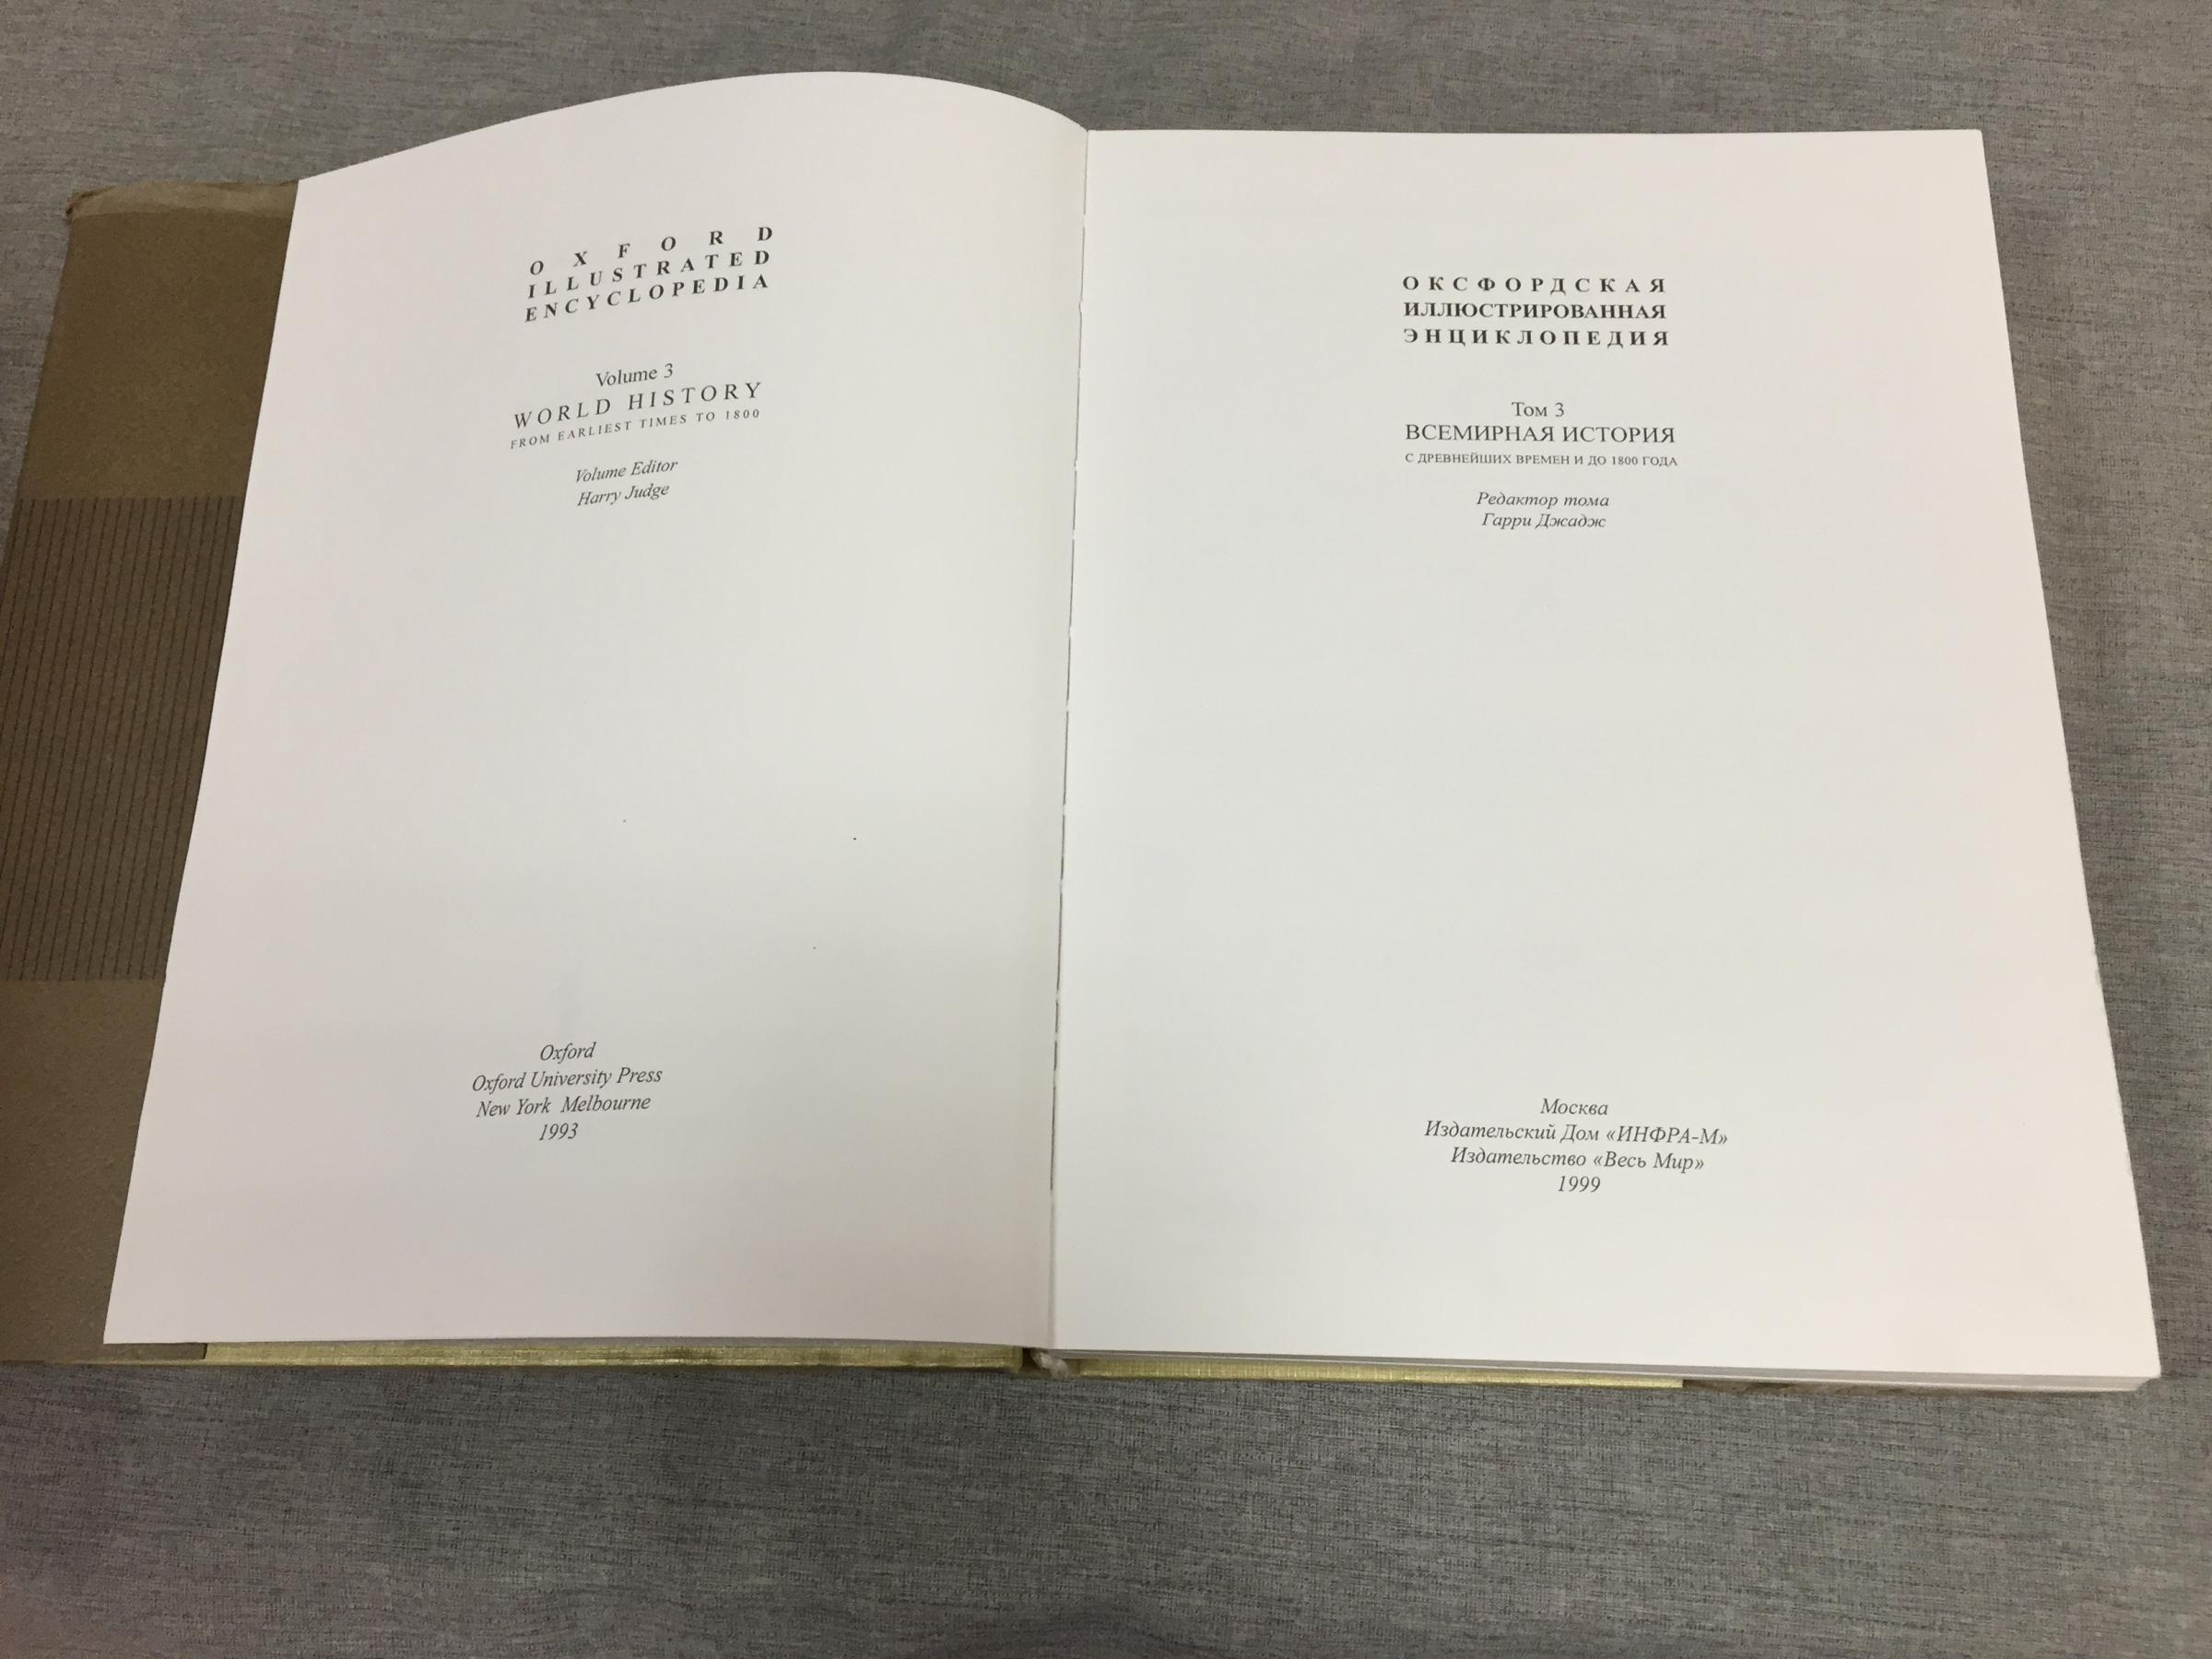 OXFORD
ILLUSTRATED
ENCYCLOPEDIA
Volume 3
WORLD HISTORY
FROM EARLIEST TIMES TO 1800
Volume Editor
Harry Judge
Oxford
Oxford University Press
New York Melbourne
1993
ОКСФОРДСКАЯ
ИЛЛЮСТРИРОВАННАЯ
ЭНЦИКЛОПЕДИЯ
Том 3
ВСЕМИРНАЯ ИСТОРИЯ
С ДРЕВНЕЙШИХ ВРЕМЕН И ДО 1800 ГОДА
Редактор тома
Гарри Джадж
Москва
Издательский Дом «ИНФРА-М»
Издательство «Весь Мир»
1999